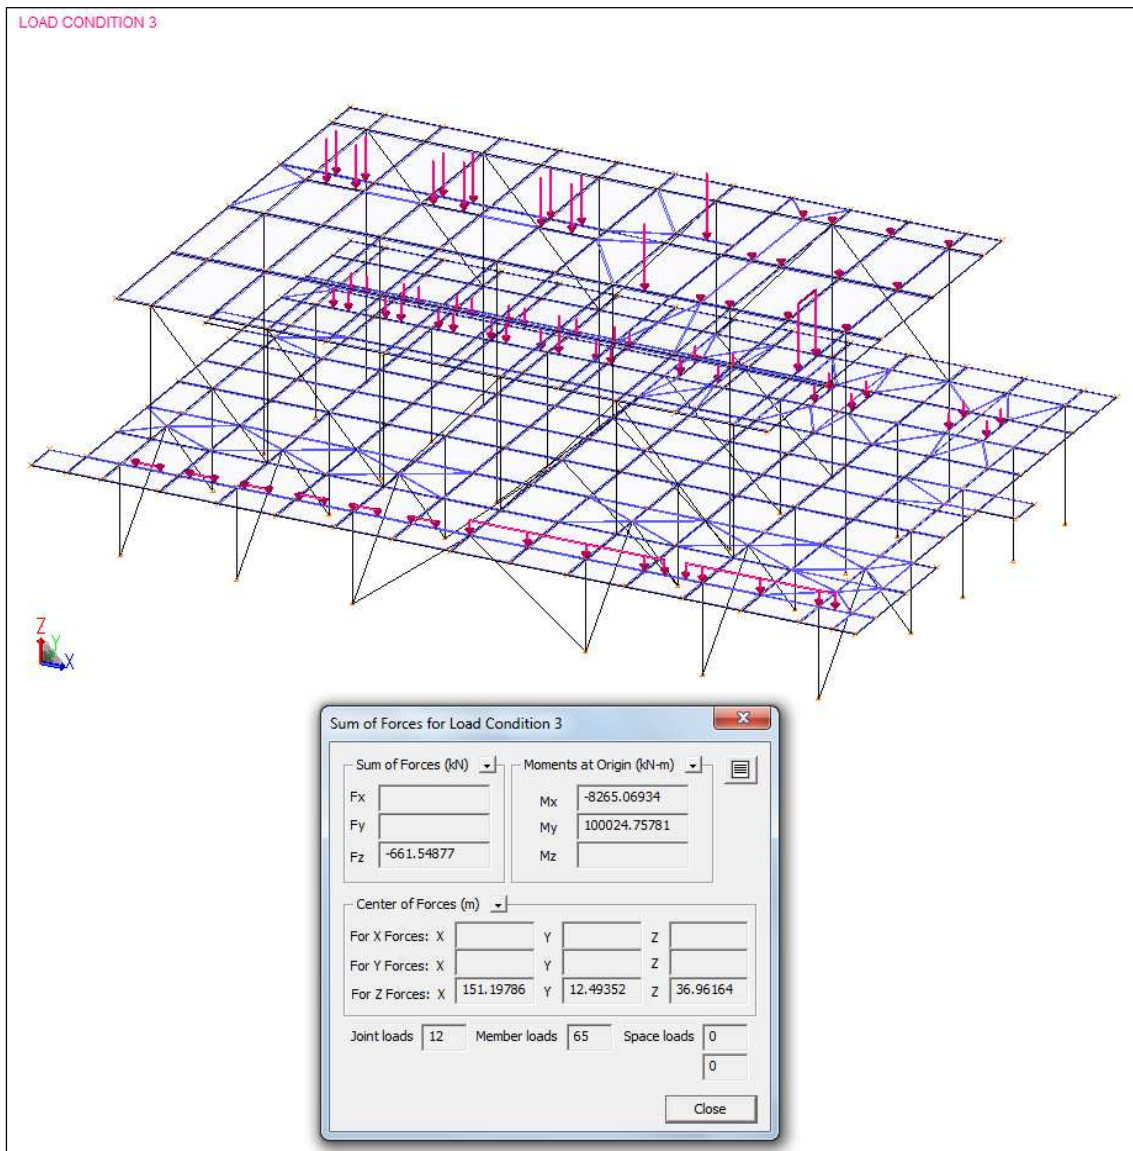 LOAD CONDITION 3
Z
Y
X
Sum of Forces for Load Condition 3
Sum of Forces (kN)
Fx
Fy
Fz -661.54877
Moments at Origin (kN-m)
Mx -8265.06934
My 100024.75781
Mz
Center of Forces (m)
For X Forces: X Y Z
For Y Forces: X Y Z
For Z Forces: X 151.19786 Y 12.49352 Z 36.96164
Joint loads 12 Member loads 65 Space loads 0
0
Close